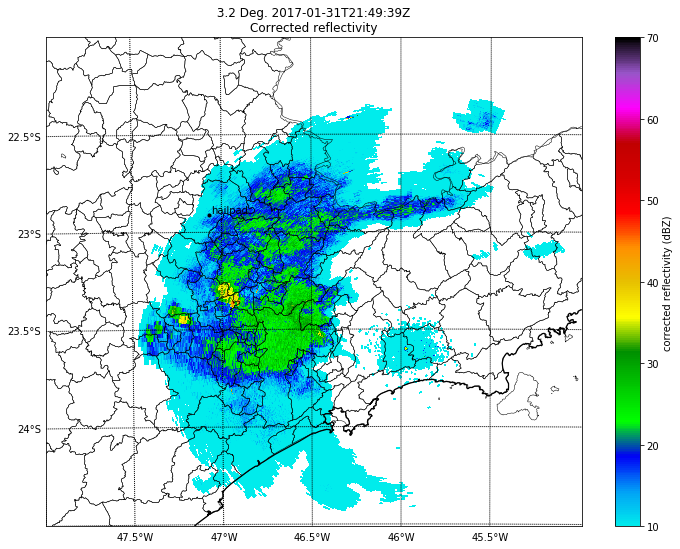 3.2 Deg. 2017-01-31T21:49:39Z
Corrected reflectivity
70
60
50
40
30
20
10
corrected reflectivity (dBZ)
22.5°S
23°S
23.5°S
24°S
hailpad
47.5°W
47°W
46.5°W
46°W
45.5°W